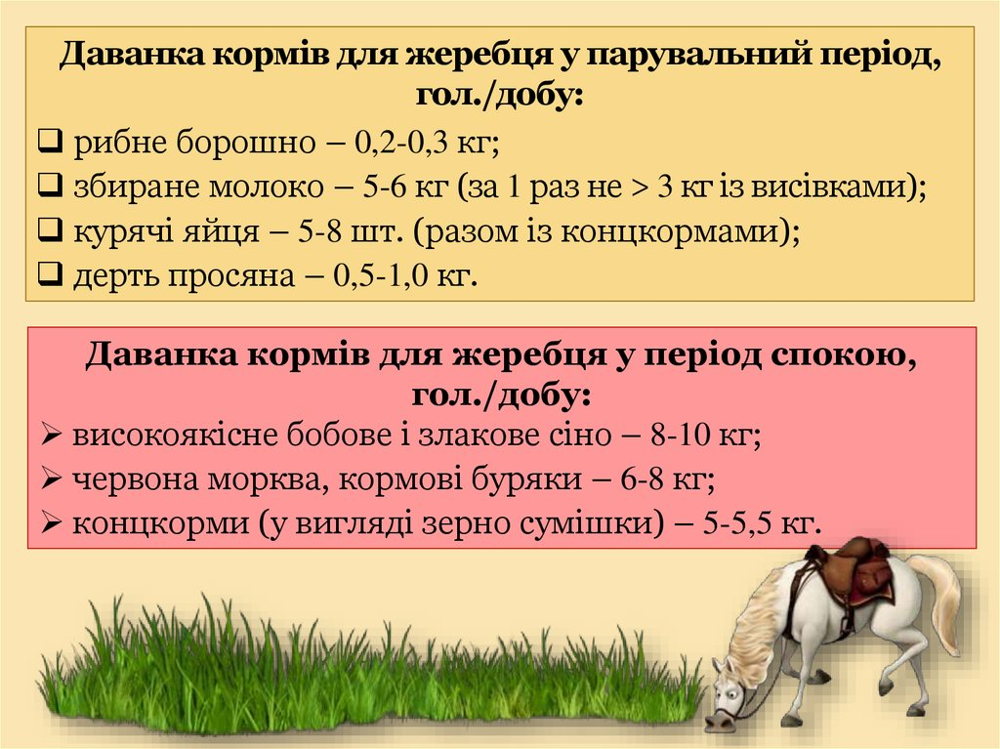 Даванка кормів для жеребця у парувальний період,
гол./добу:
❑ рибне борошно – 0,2-0,3 кг;
❑ збиране молоко – 5-6 кг (за 1 раз не > 3 кг із висівками);
❑ курячі яйця – 5-8 шт. (разом із концкормами);
❑ дерть просяна – 0,5-1,0 кг.
Даванка кормів для жеребця у період спокою,
гол./добу:
➢ високоякісне бобове і злакове сіно – 8-10 кг;
➢ червона морква, кормові буряки – 6-8 кг;
➢ концкорми (у вигляді зерно сумішки) – 5-5,5 кг.